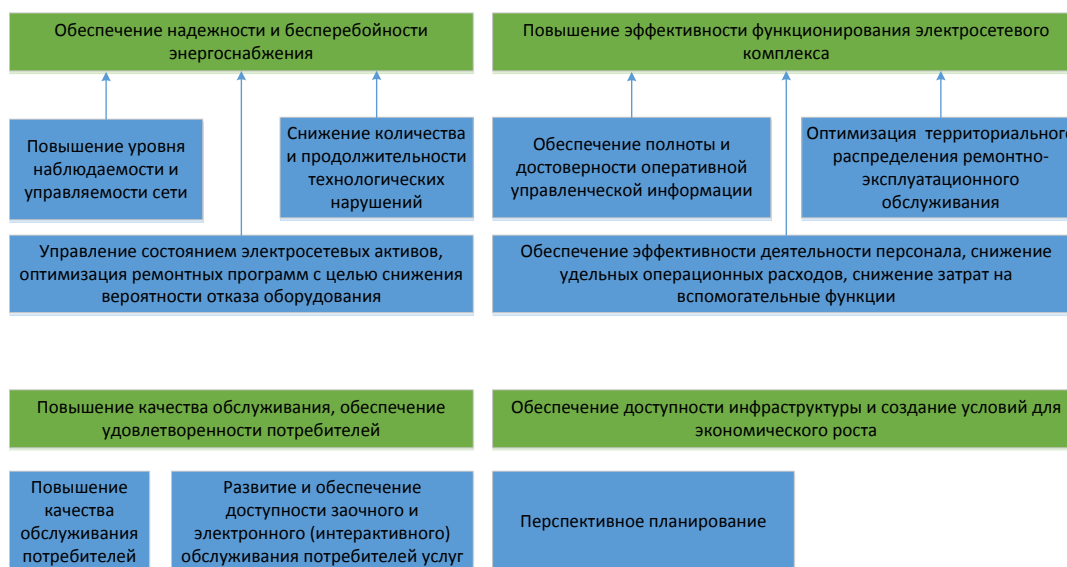 Обеспечение надежности и бесперебойности
энергоснабжения
Повышение эффективности функционирования электросетевого
комплекса
Повышение уровня
наблюдаемости и
управляемости сети
Снижение количества
и продолжительности
технологических
нарушений
Обеспечение полноты и
достоверности оперативной
управленческой информации
Оптимизация территориального
распределения ремонтно-
эксплуатационного
обслуживания
Управление состоянием электросетевых активов,
оптимизация ремонтных программ с целью снижения
вероятности отказа оборудования
Обеспечение эффективности деятельности персонала, снижение
удельных операционных расходов, снижение затрат на
вспомогательные функции
Повышение качества обслуживания, обеспечение
удовлетворенности потребителей
Обеспечение доступности инфраструктуры и создание условий для
экономического роста
Повышение
качества
обслуживания
потребителей
Развитие и обеспечение
доступности заочного и
электронного (интерактивного)
обслуживания потребителей услуг
Перспективное планирование